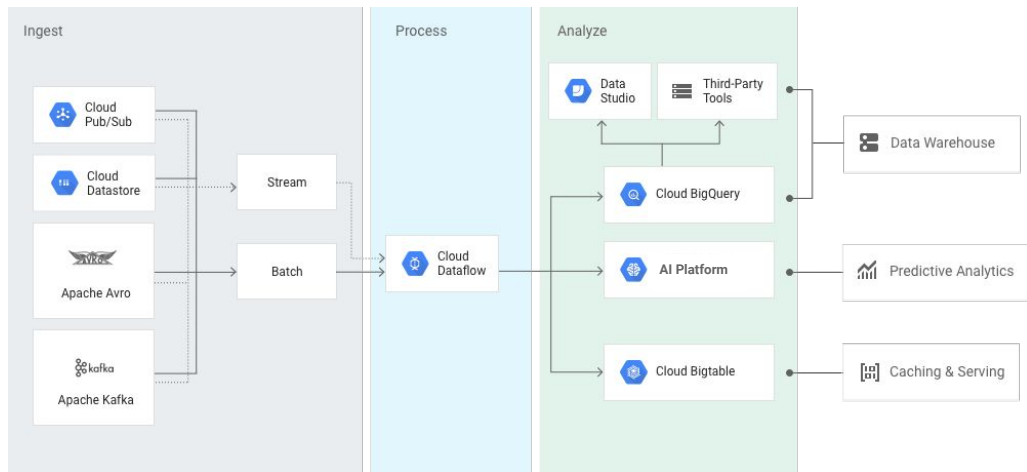 Ingest
Process
Analyze
Cloud
Pub/Sub
Cloud
Datastore
AVRO
Apache Avro
kafka
Apache Kafka
Stream
Batch
Cloud
Dataflow
Data
Studio
Third-Party
Tools
Cloud BigQuery
AI Platform
Cloud Bigtable
Data Warehouse
Predictive Analytics
Caching & Serving